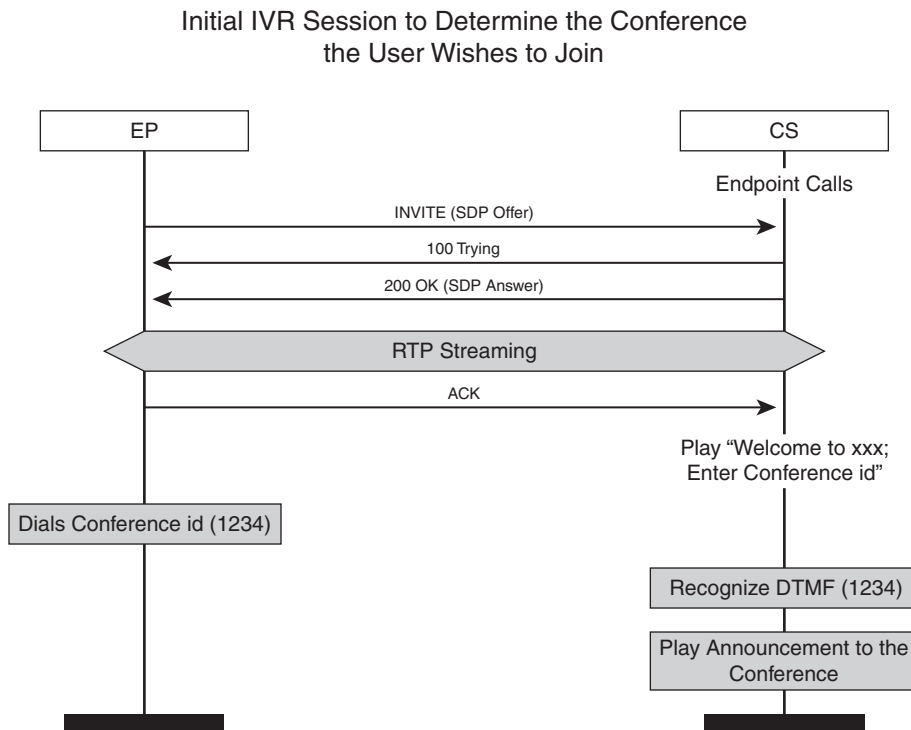 Initial IVR Session to Determine the Conference
the User Wishes to Join
EP
CS
Endpoint Calls
INVITE (SDP Offer)
100 Trying
200 OK (SDP Answer)
RTP Streaming
ACK
Play “Welcome to xxx;
Enter Conference id”
Dials Conference id (1234)
Recognize DTMF (1234)
Play Announcement to the
Conference